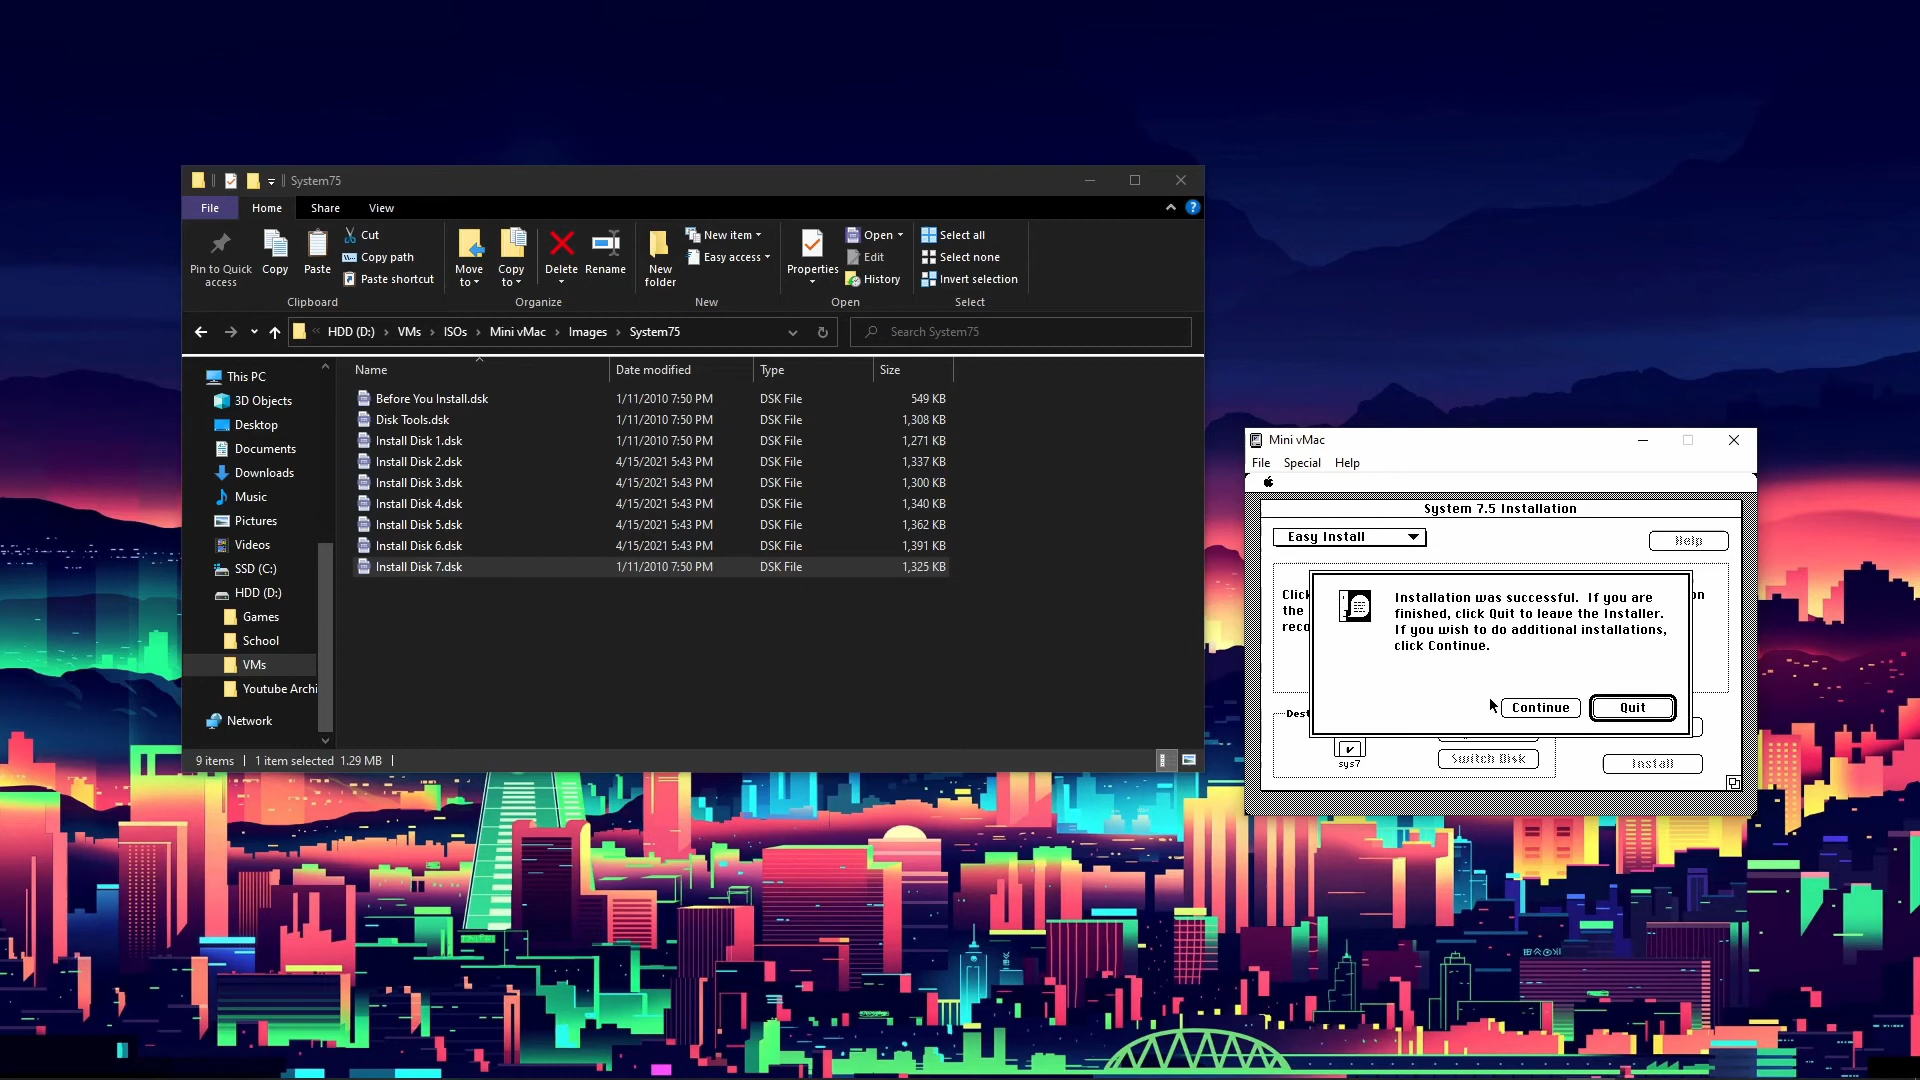 System75
File Home Share View
Pin to Quick access
Copy
Paste
Cut
Copy path
Paste shortcut
Clipboard
Move to
Copy to
Delete
Rename
Organize
New folder
New item
Easy access
New
Properties
Open
Edit
History
Open
Select all
Select none
Invert selection
Select
« HDD (D:) › VMs › ISOs › Mini vMac › Images › System75
Search System75
This PC
3D Objects
Desktop
Documents
Downloads
Music
Pictures
Videos
SSD (C:)
HDD (D:)
Games
School
VMs
Youtube Archi
Network
Name Date modified Type Size
Before You Install.dsk 1/11/2010 7:50 PM DSK File 549 KB
Disk Tools.dsk 1/11/2010 7:50 PM DSK File 1,308 KB
Install Disk 1.dsk 1/11/2010 7:50 PM DSK File 1,271 KB
Install Disk 2.dsk 4/15/2021 5:43 PM DSK File 1,337 KB
Install Disk 3.dsk 4/15/2021 5:43 PM DSK File 1,300 KB
Install Disk 4.dsk 4/15/2021 5:43 PM DSK File 1,340 KB
Install Disk 5.dsk 4/15/2021 5:43 PM DSK File 1,362 KB
Install Disk 6.dsk 4/15/2021 5:43 PM DSK File 1,391 KB
Install Disk 7.dsk 1/11/2010 7:50 PM DSK File 1,325 KB
9 items 1 item selected 1.29 MB
Mini vMac
File Special Help
System 7.5 Installation
Easy Install
Help
Click
the
reco
on
Installation was successful. If you are
finished, click Quit to leave the Installer.
If you wish to do additional installations,
click Continue.
Continue Quit
Dest
sys7
Switch Disk
Install